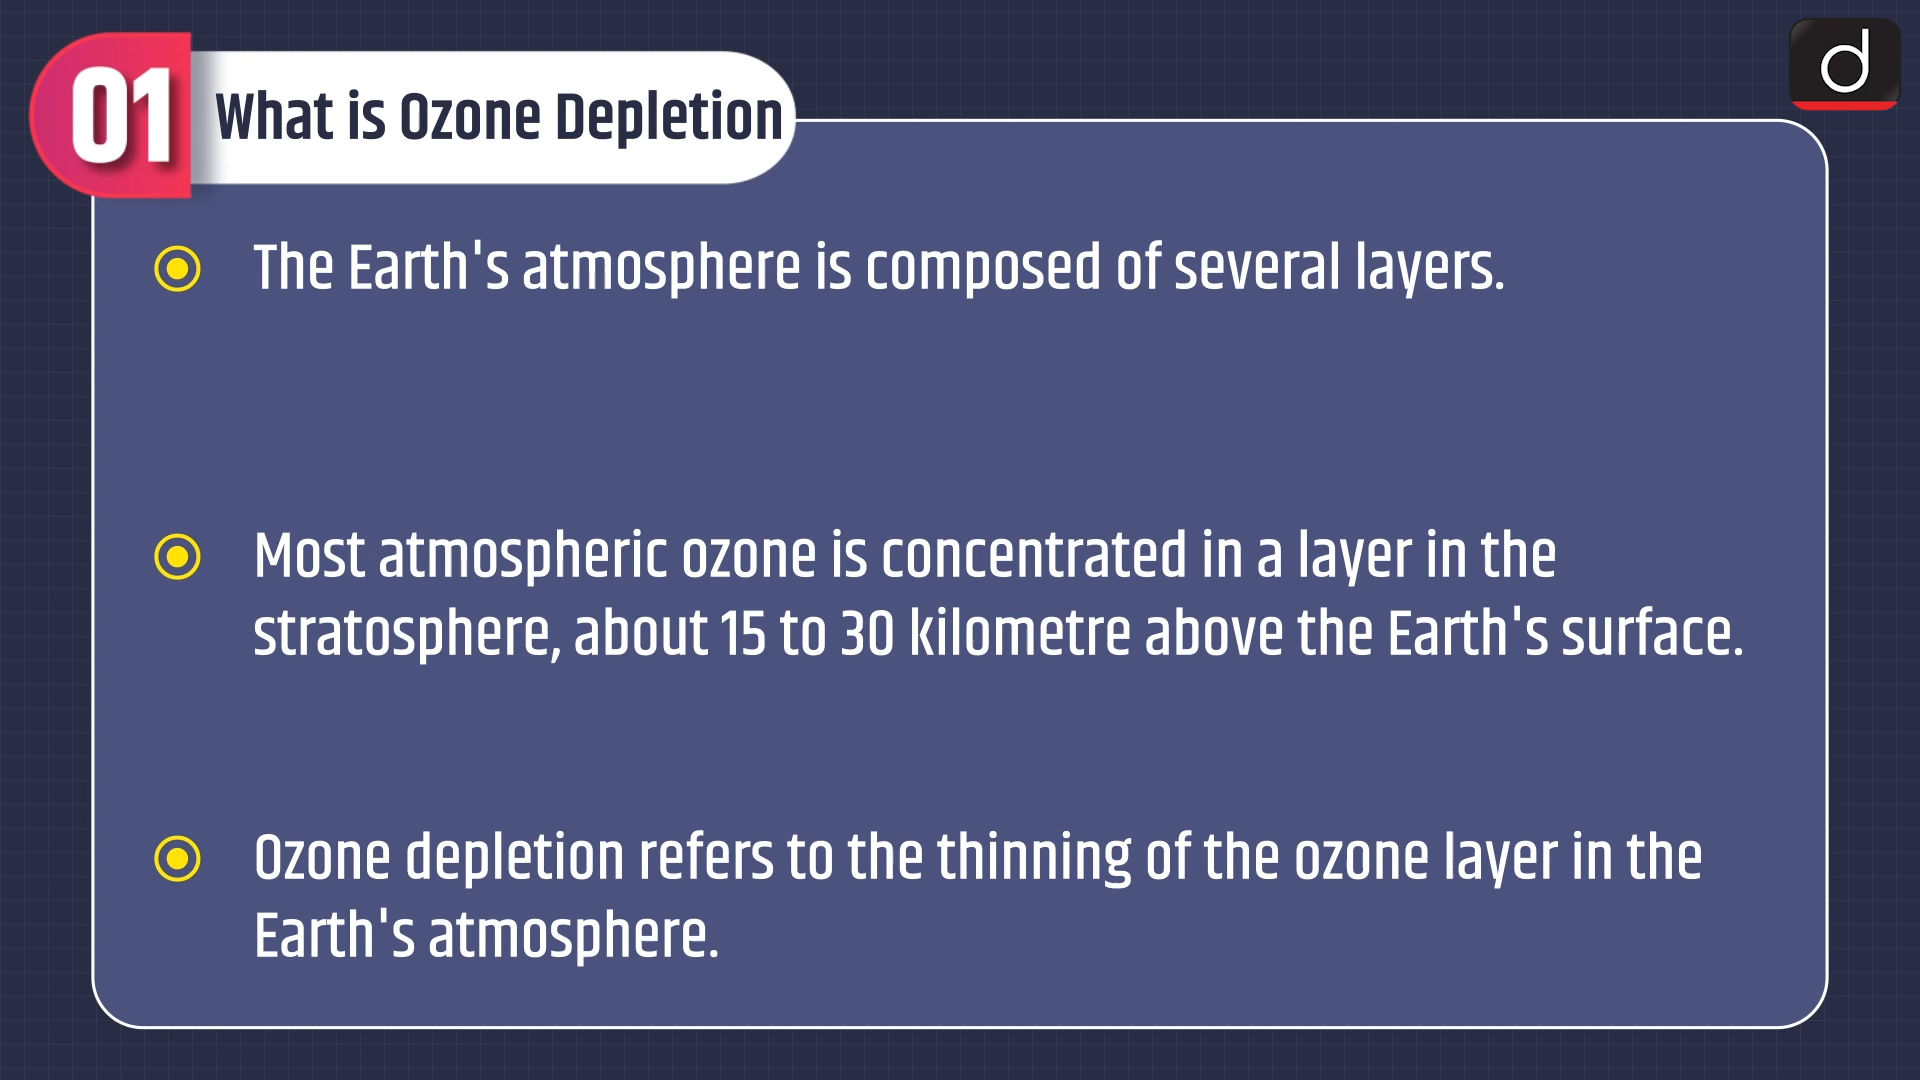 01
What is Ozone Depletion
d
The Earth's atmosphere is composed of several layers.
Most atmospheric ozone is concentrated in a layer in the
stratosphere, about 15 to 30 kilometre above the Earth's surface.
Ozone depletion refers to the thinning of the ozone layer in the
Earth's atmosphere.